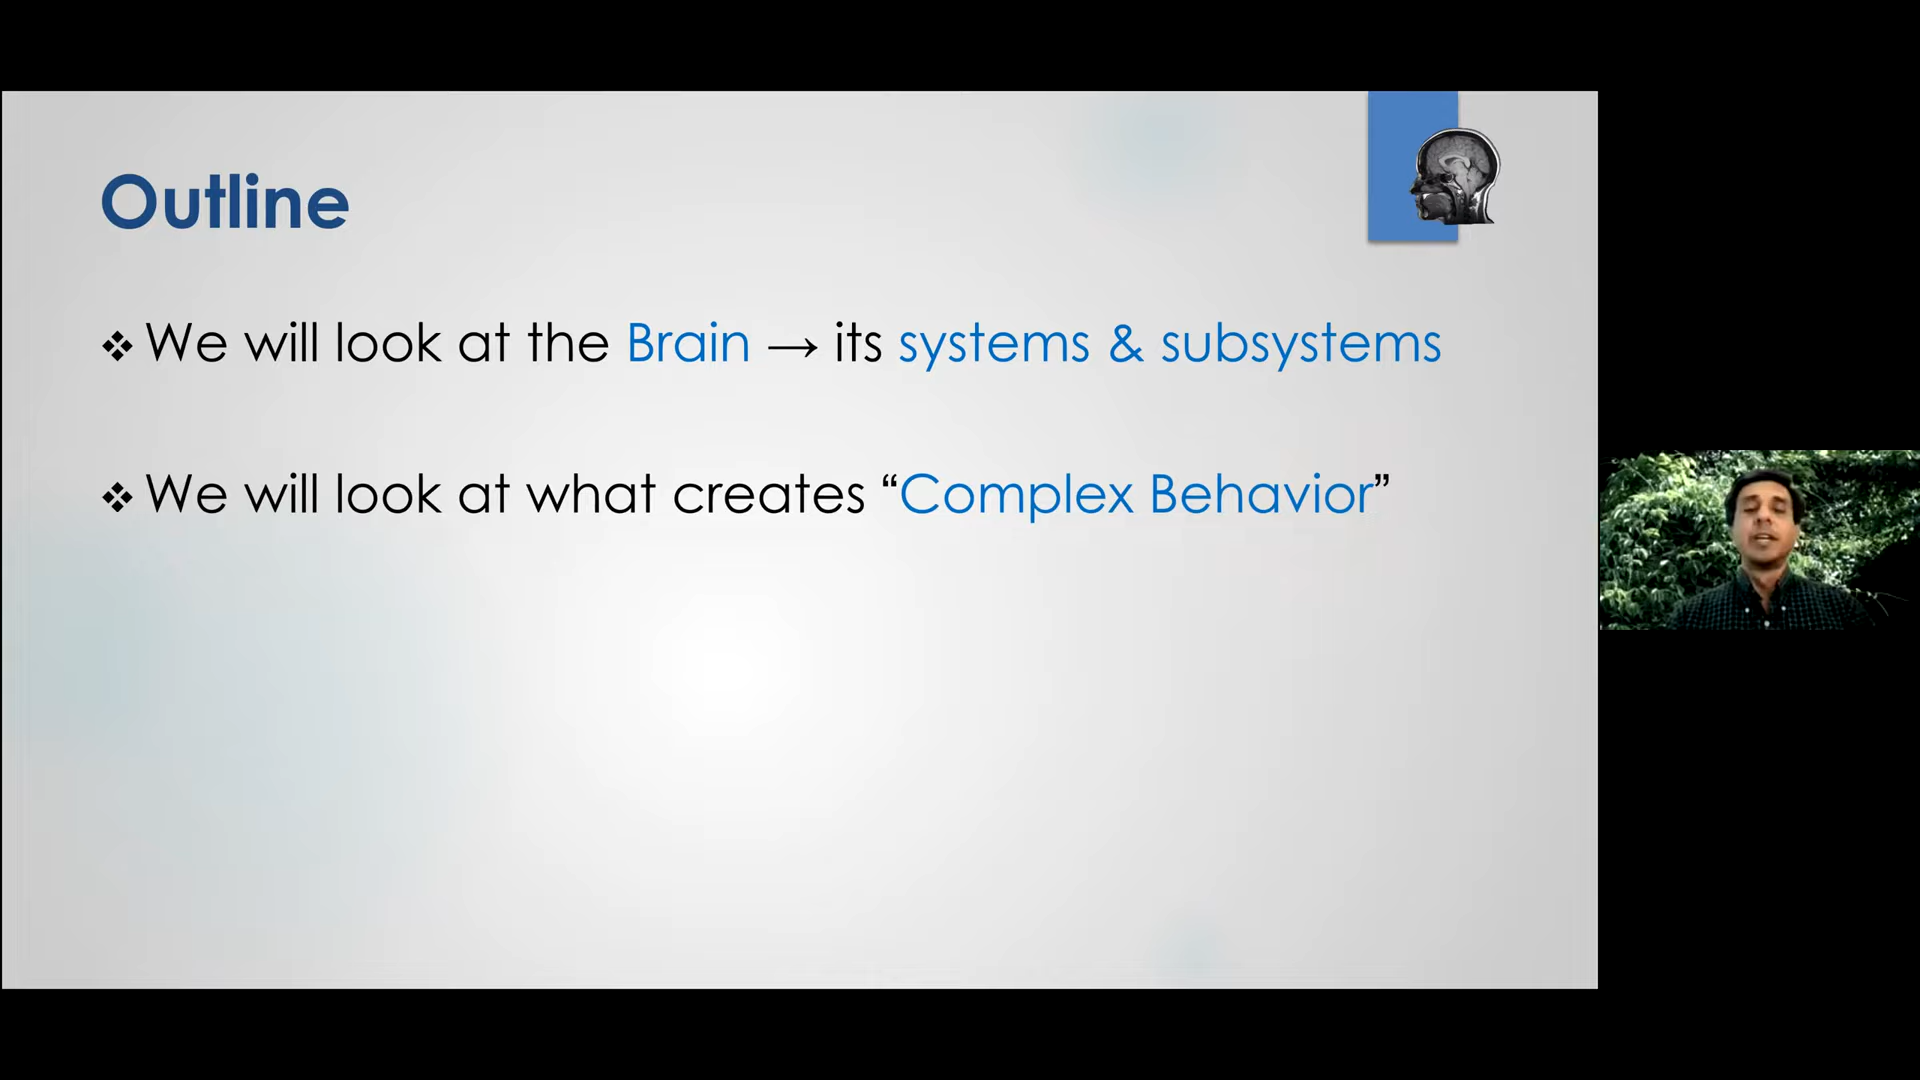 Outline
❖ We will look at the Brain → its systems & subsystems
❖ We will look at what creates “Complex Behavior”